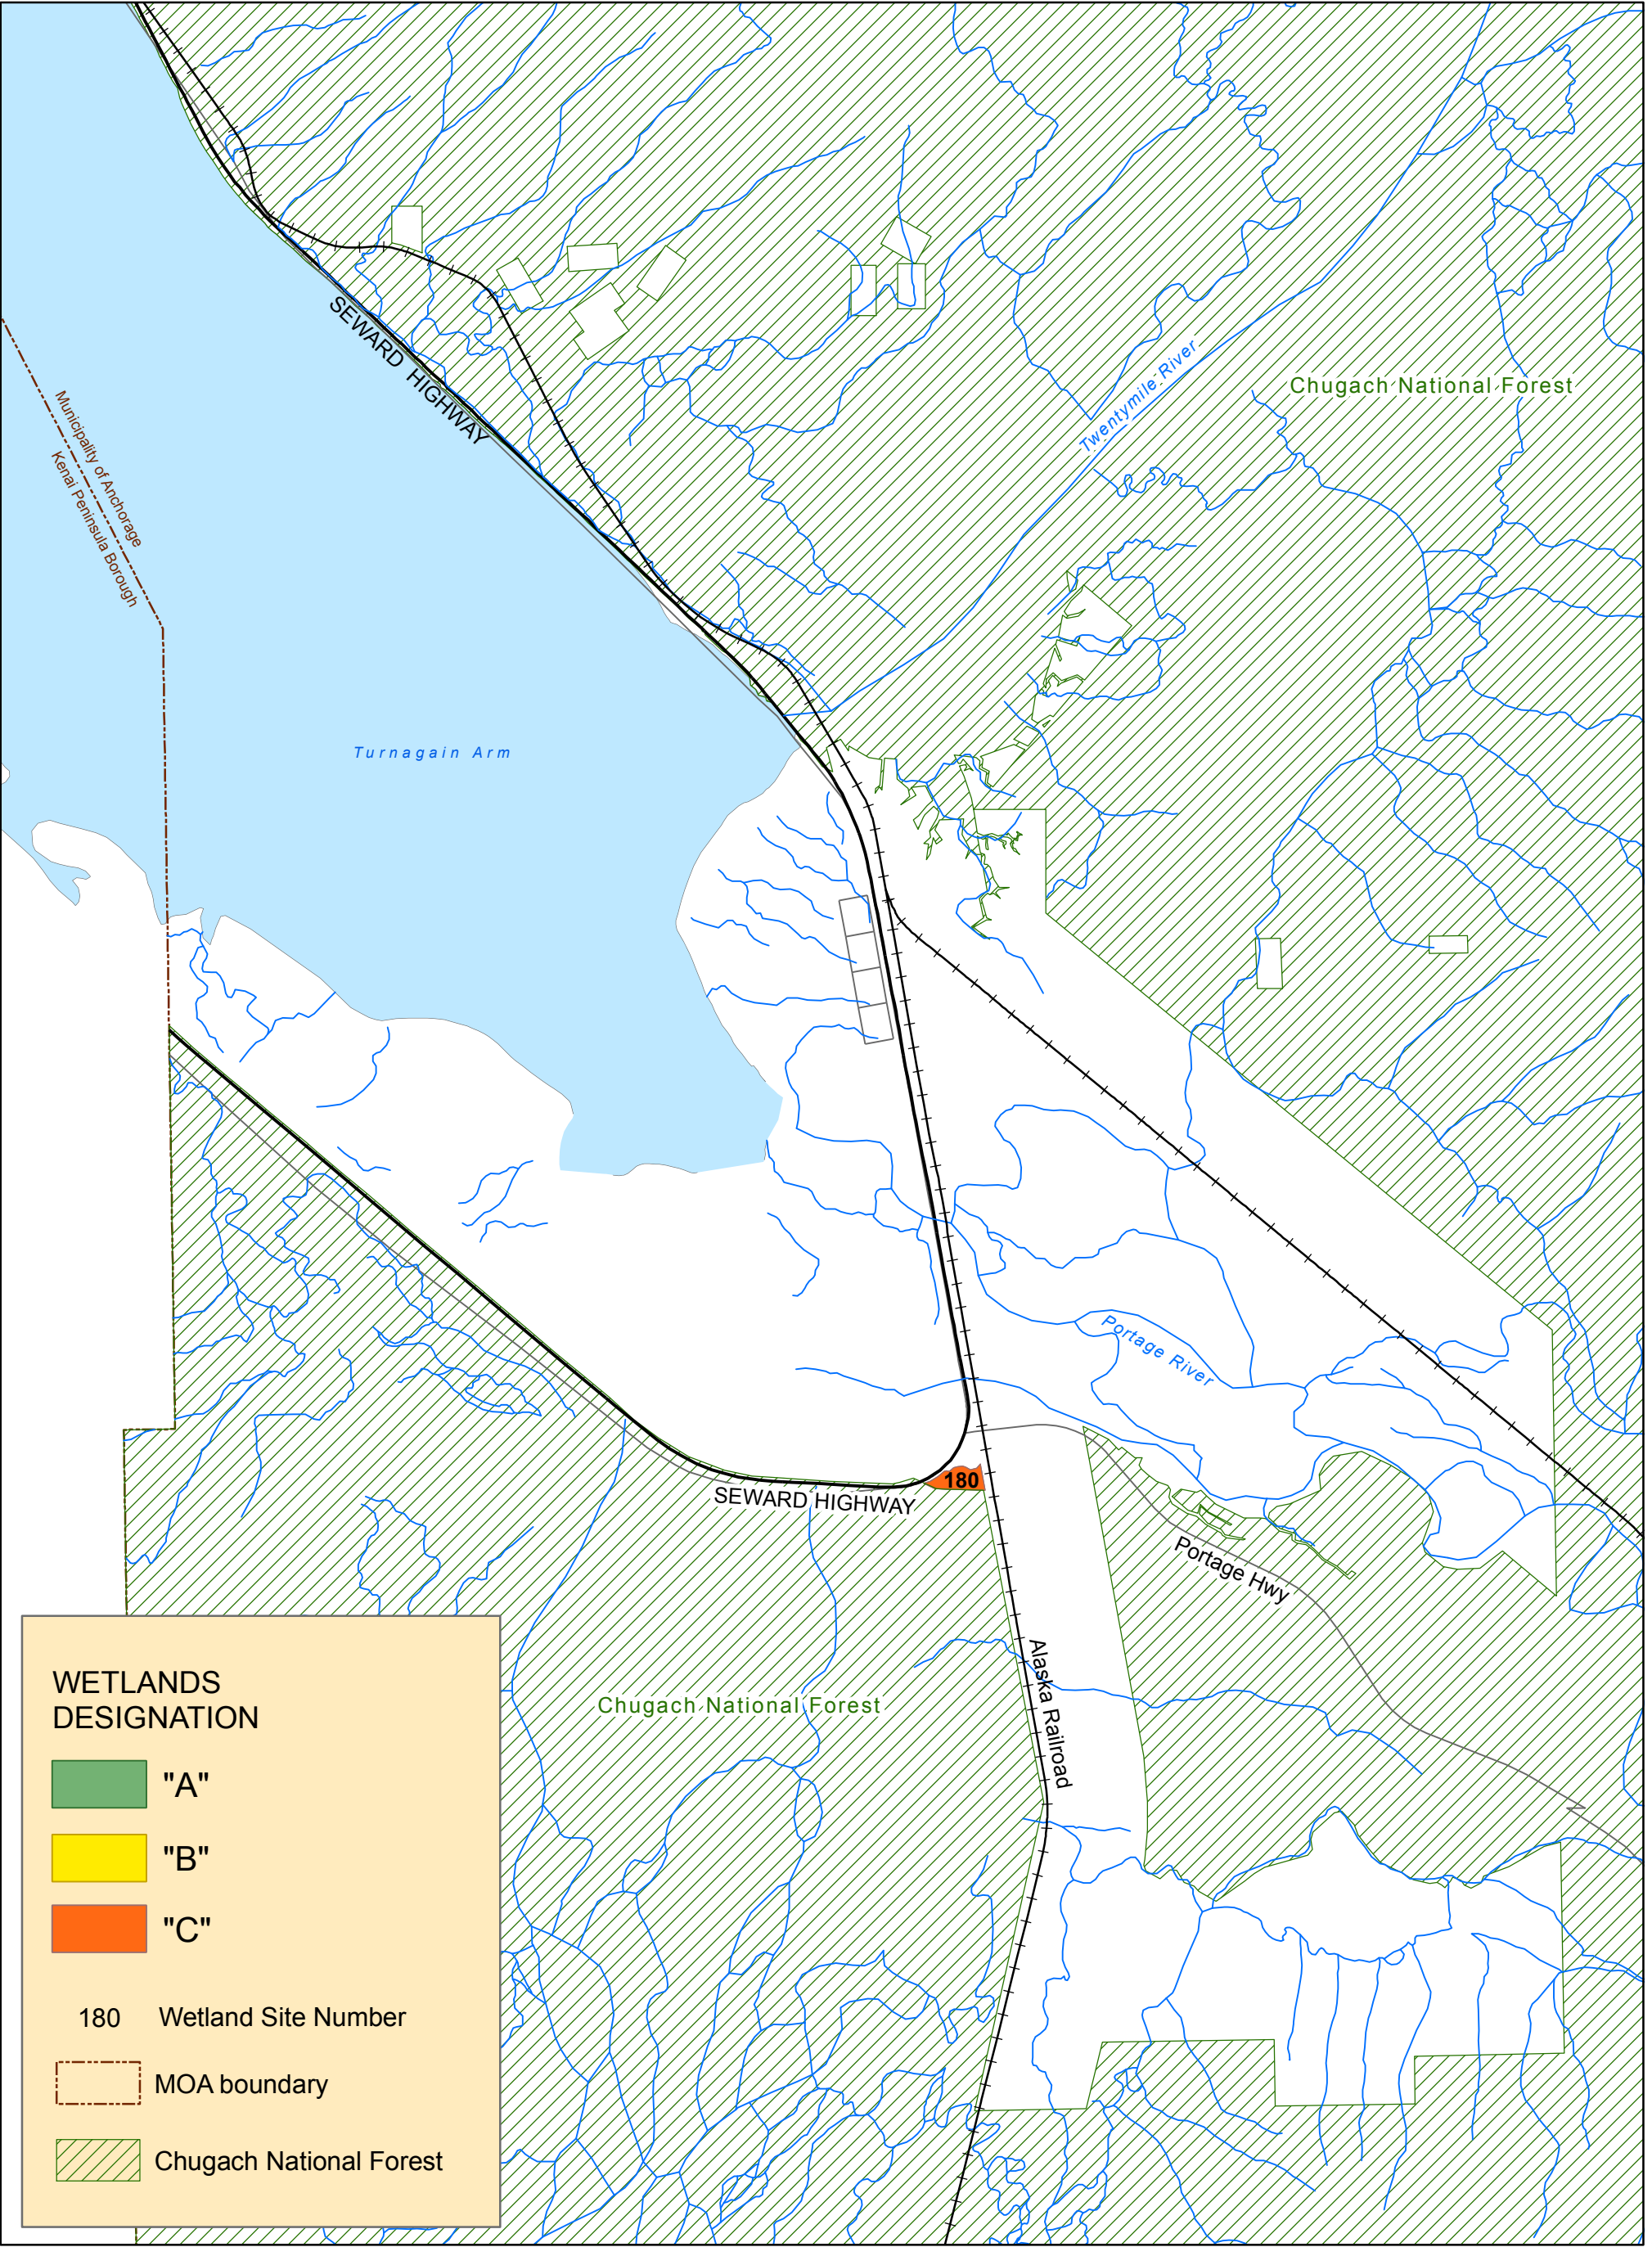 SEWARD HIGHWAY
Twentymile River
Chugach National Forest
Municipality of Anchorage
Kenai Peninsula Borough
Turnagain Arm
Portage River
180
SEWARD HIGHWAY
Portage Hwy
Alaska Railroad
Chugach National Forest
WETLANDS
DESIGNATION
"A"
"B"
"C"
180 Wetland Site Number
MOA boundary
Chugach National Forest